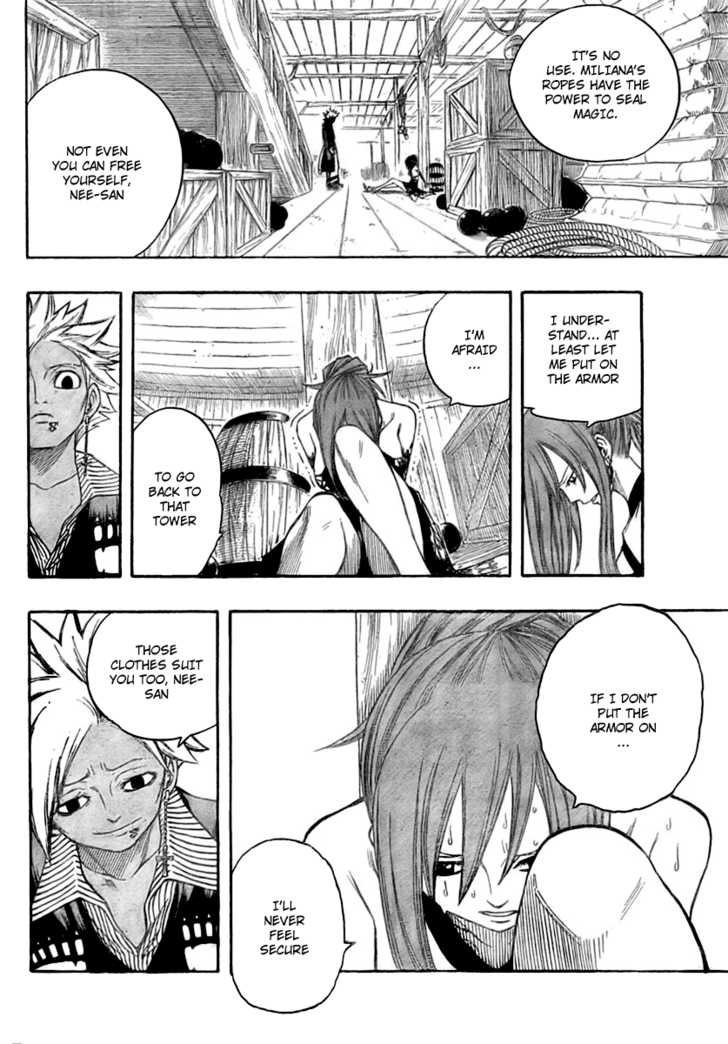 IT'S NO
USE. MILIANA'S
ROPES HAVE THE
POWER TO SEAL
MAGIC.
NOT EVEN
YOU CAN FREE
YOURSELF,
NEE-SAN
I UNDER-
STAND... AT
LEAST LET
ME PUT ON
THE ARMOR
I'M
AFRAID
...
TO GO
BACK TO
THAT
TOWER
IF I DON'T
PUT THE
ARMOR ON
...
I'LL
NEVER
FEEL
SECURE
THOSE
CLOTHES SUIT
YOU TOO, NEE-
SAN